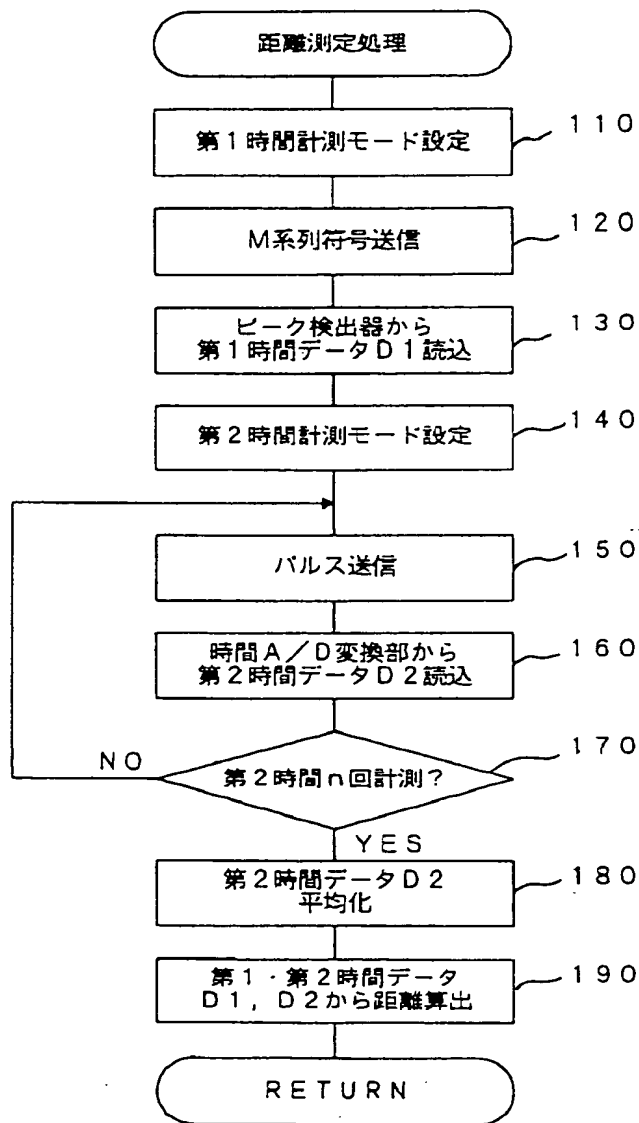 距離測定処理
第1時間計測モード設定
110
M系列符号送信
120
ピーク検出器から
第1時間データD1読込
130
第2時間計測モード設定
140
パルス送信
150
時間A/D変換部から
第2時間データD2読込
160
第2時間n回計測?
170
NO
YES
第2時間データD2
平均化
180
第1・第2時間データ
D1,D2から距離算出
190
RETURN